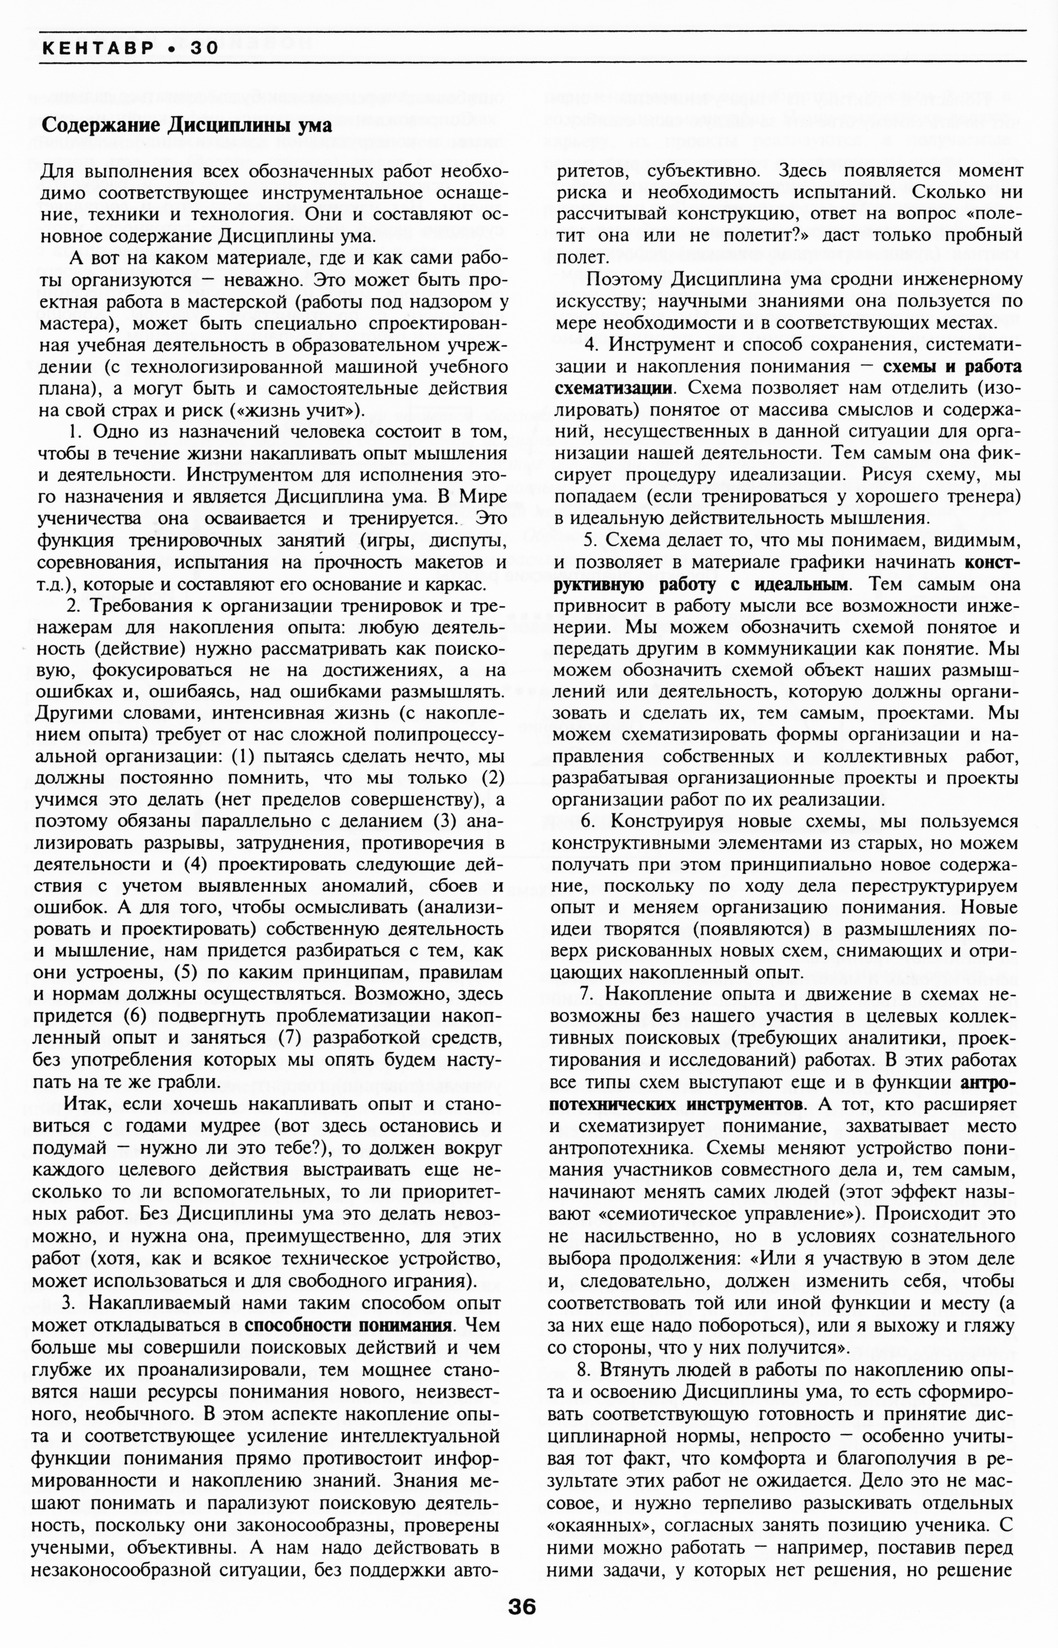 КЕНТАВР • 30
Содержание Дисциплины ума
Для выполнения всех обозначенных работ необхо-
димо соответствующее инструментальное оснаще-
ние, техники и технология. Они и составляют ос-
новное содержание Дисциплины ума.
А вот на каком материале, где и как сами рабо-
ты организуются — неважно. Это может быть про-
ектная работа в мастерской (работы под надзором у
мастера), может быть специально спроектирован-
ная учебная деятельность в образовательном учреж-
дении (с технологизированной машиной учебного
плана), а могут быть и самостоятельные действия
на свой страх и риск («жизнь учит»).
1. Одно из назначений человека состоит в том,
чтобы в течение жизни накапливать опыт мышления
и деятельности. Инструментом для исполнения это-
го назначения и является Дисциплина ума. В Мире
ученичества она осваивается и тренируется. Это
функция тренировочных занятий (игры, диспуты,
соревнования, испытания на прочность макетов и
т.д.), которые и составляют его основание и каркас.
2. Требования к организации тренировок и тре-
нажерам для накопления опыта: любую деятель-
ность (действие) нужно рассматривать как поиско-
вую, фокусироваться не на достижениях, а на
ошибках и, ошибаясь, над ошибками размышлять.
Другими словами, интенсивная жизнь (с накопле-
нием опыта) требует от нас сложной полипроцессу-
альной организации: (1) пытаясь сделать нечто, мы
должны постоянно помнить, что мы только (2)
учимся это делать (нет пределов совершенству), а
поэтому обязаны параллельно с деланием (3) ана-
лизировать разрывы, затруднения, противоречия в
деятельности и (4) проектировать следующие дей-
ствия с учетом выявленных аномалий, сбоев и
ошибок. А для того, чтобы осмысливать (анализи-
ровать и проектировать) собственную деятельность
и мышление, нам придется разбираться с тем, как
они устроены, (5) по каким принципам, правилам
и нормам должны осуществляться. Возможно, здесь
придется (6) подвергнуть проблематизации накоп-
ленный опыт и заняться (7) разработкой средств,
без употребления которых мы опять будем насту-
пать на те же грабли.
Итак, если хочешь накапливать опыт и стано-
виться с годами мудрее (вот здесь остановись и
подумай — нужно ли это тебе?), то должен вокруг
каждого целевого действия выстраивать еще не-
сколько то ли вспомогательных, то ли приоритет-
ных работ. Без Дисциплины ума это делать невоз-
можно, и нужна она, преимущественно, для этих
работ (хотя, как и всякое техническое устройство,
может использоваться и для свободного играния).
3. Накапливаемый нами таким способом опыт
может откладываться в способности понимания. Чем
больше мы совершили поисковых действий и чем
глубже их проанализировали, тем мощнее стано-
вятся наши ресурсы понимания нового, неизвест-
ного, необычного. В этом аспекте накопление опы-
та и соответствующее усиление интеллектуальной
функции понимания прямо противостоит инфор-
мированности и накоплению знаний. Знания ме-
шают понимать и парализуют поисковую деятель-
ность, поскольку они законосообразны, проверены
учеными, объективны. А нам надо действовать в
незаконосообразной ситуации, без поддержки авто-
ритетов, субъективно. Здесь появляется момент
риска и необходимость испытаний. Сколько ни
рассчитывай конструкцию, ответ на вопрос «поле-
тит она или не полетит?» даст только пробный
полет.
Поэтому Дисциплина ума сродни инженерному
искусству; научными знаниями она пользуется по
мере необходимости и в соответствующих местах.
4. Инструмент и способ сохранения, системати-
зации и накопления понимания — схемы и работа
схематизации. Схема позволяет нам отделить (изо-
лировать) понятое от массива смыслов и содержа-
ний, несущественных в данной ситуации для орга-
низации нашей деятельности. Тем самым она фик-
сирует процедуру идеализации. Рисуя схему, мы
попадаем (если тренироваться у хорошего тренера)
в идеальную действительность мышления.
5. Схема делает то, что мы понимаем, видимым,
и позволяет в материале графики начинать конст-
руктивную работу с идеальным. Тем самым она
привносит в работу мысли все возможности инже-
нерии. Мы можем обозначить схемой понятое и
передать другим в коммуникации как понятие. Мы
можем обозначить схемой объект наших размыш-
лений или деятельность, которую должны органи-
зовать и сделать их, тем самым, проектами. Мы
можем схематизировать формы организации и на-
правления собственных и коллективных работ,
разрабатывая организационные проекты и проекты
организации работ по их реализации.
6. Конструируя новые схемы, мы пользуемся
конструктивными элементами из старых, но можем
получать при этом принципиально новое содержа-
ние, поскольку по ходу дела переструктурируем
опыт и меняем организацию понимания. Новые
идеи творятся (появляются) в размышлениях по-
верх рискованных новых схем, снимающих и отри-
цающих накопленный опыт.
7. Накопление опыта и движение в схемах не-
возможны без нашего участия в целевых коллек-
тивных поисковых (требующих аналитики, проек-
тирования и исследований) работах. В этих работах
все типы схем выступают еще и в функции антро-
потехнических инструментов. А тот, кто расширяет
и схематизирует понимание, захватывает место
антропотехника. Схемы меняют устройство пони-
мания участников совместного дела и, тем самым,
начинают менять самих людей (этот эффект назы-
вают «семиотическое управление»). Происходит это
не насильственно, но в условиях сознательного
выбора продолжения: «Или я участвую в этом деле
и, следовательно, должен изменить себя, чтобы
соответствовать той или иной функции и месту (а
за них еще надо побороться), или я выхожу и гляжу
со стороны, что у них получится».
8. Втянуть людей в работы по накоплению опы-
та и освоению Дисциплины ума, то есть сформиро-
вать соответствующую готовность и принятие дис-
циплинарной нормы, непросто — особенно учиты-
вая тот факт, что комфорта и благополучия в ре-
зультате этих работ не ожидается. Дело это не мас-
совое, и нужно терпеливо разыскивать отдельных
«окаянных», согласных занять позицию ученика. С
ними можно работать — например, поставив перед
ними задачи, у которых нет решения, но решение
36